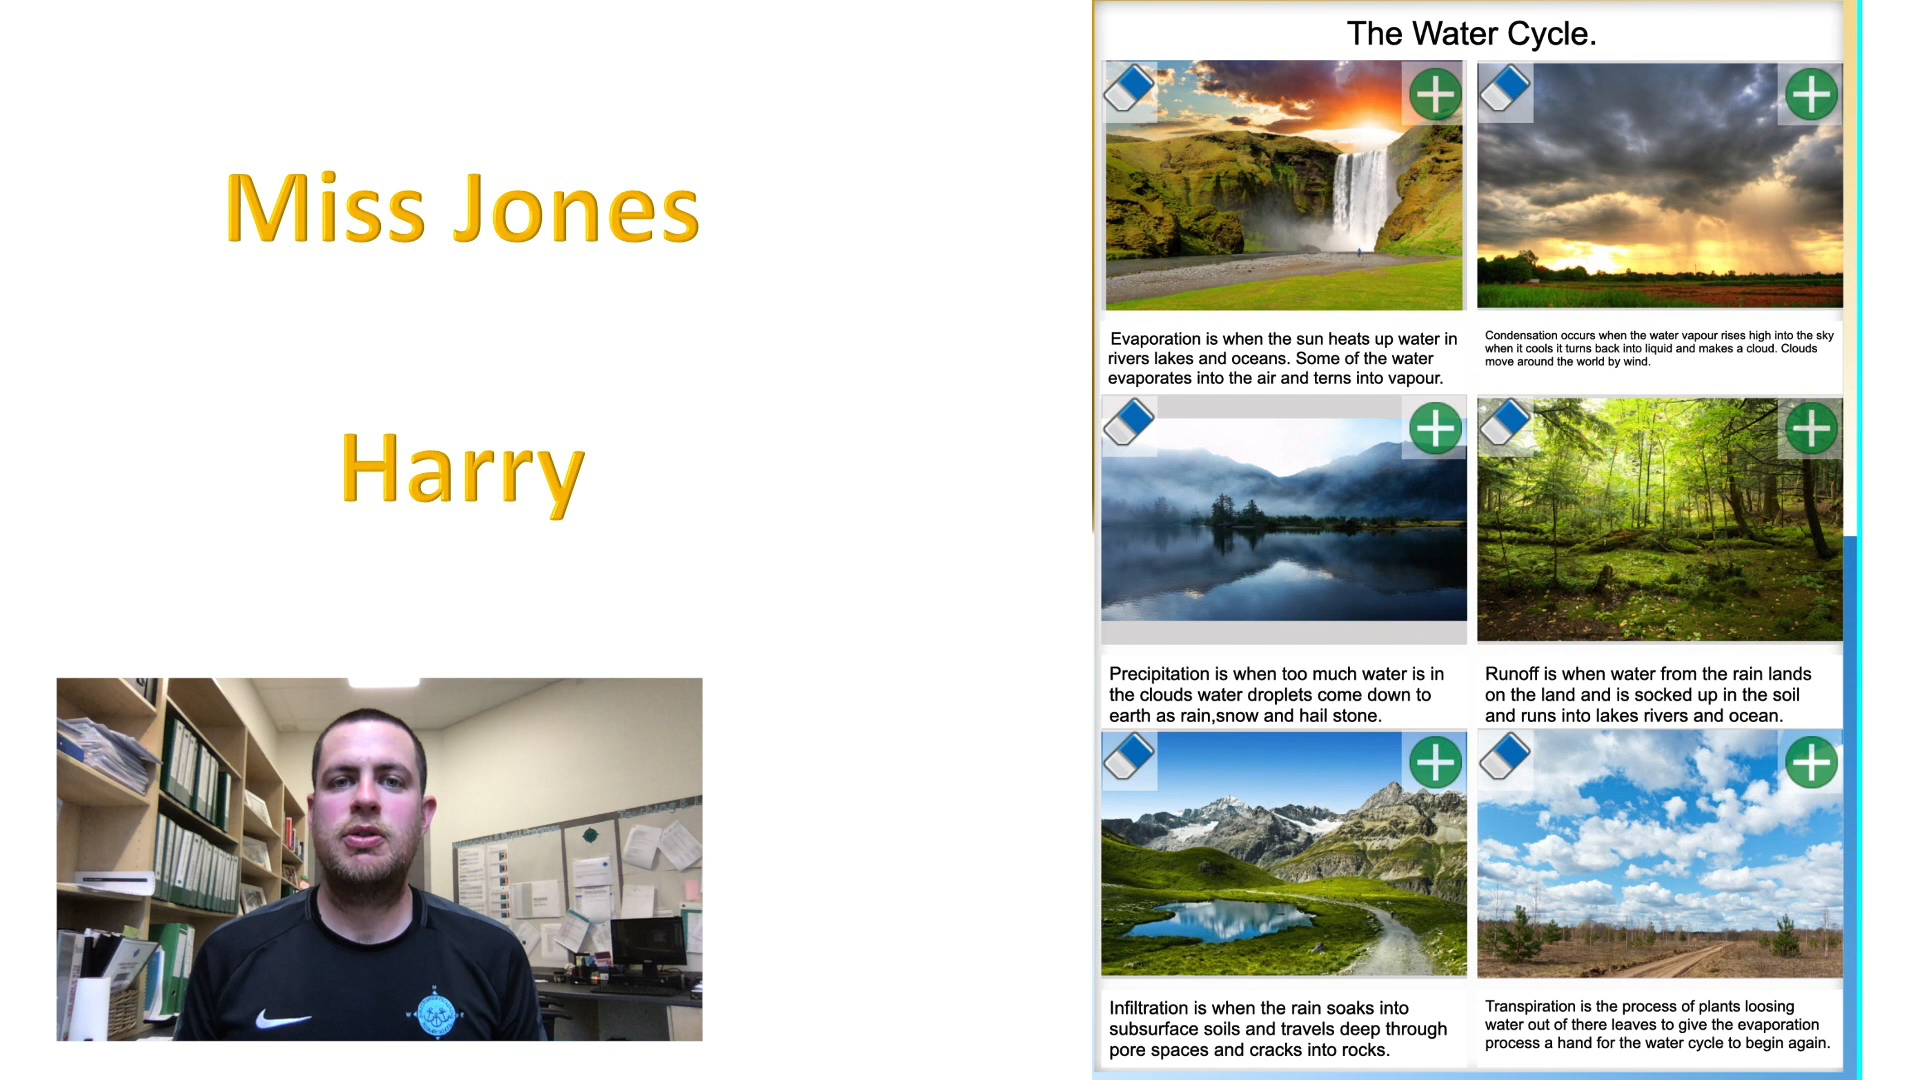 Miss Jones
Harry
The Water Cycle.
Evaporation is when the sun heats up water in
rivers lakes and oceans. Some of the water
evaporates into the air and terns into vapour.
Condensation occurs when the water vapour rises high into the sky
when it cools it turns back into liquid and makes a cloud. Clouds
move around the world by wind.
Precipitation is when too much water is in
the clouds water droplets come down to
earth as rain,snow and hail stone.
Runoff is when water from the rain lands
on the land and is socked up in the soil
and runs into lakes rivers and ocean.
Infiltration is when the rain soaks into
subsurface soils and travels deep through
pore spaces and cracks into rocks.
Transpiration is the process of plants loosing
water out of there leaves to give the evaporation
process a hand for the water cycle to begin again.